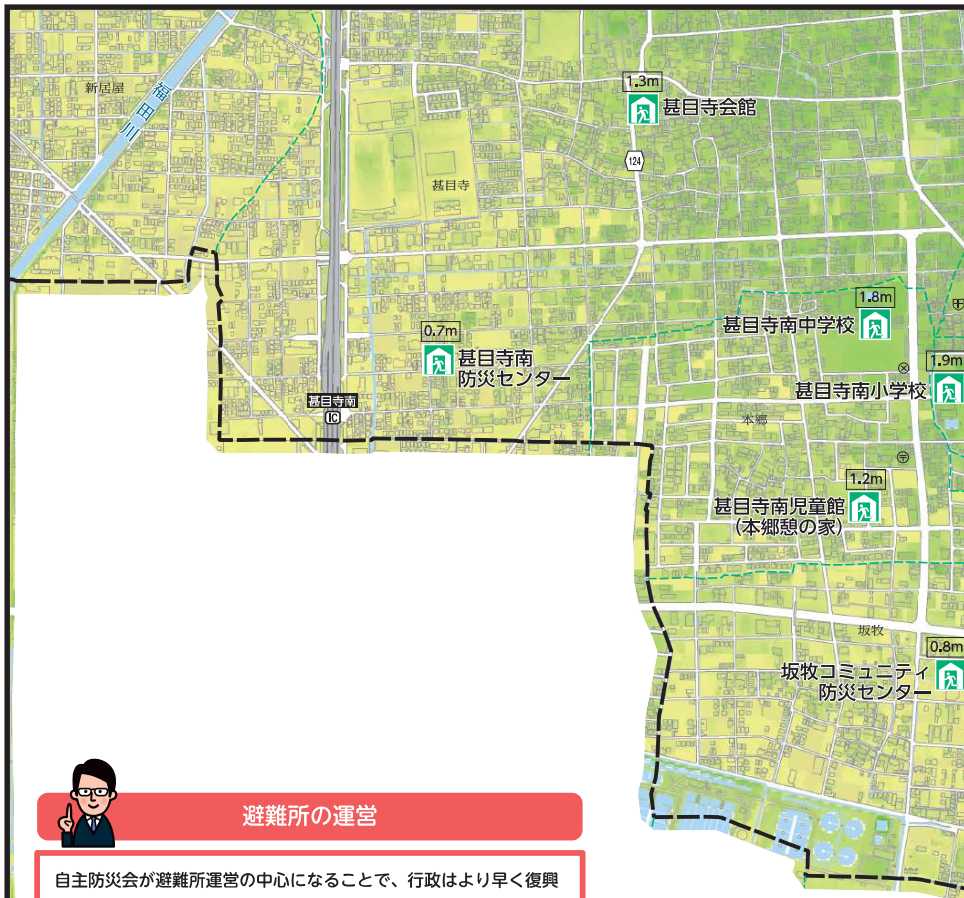 新居屋
福田川
1.3m
甚目寺会館
124
甚目寺
1.8m
甚目寺南中学校
0.7m
甚目寺南
防災センター
1.9m
甚目寺南小学校
甚目寺南
IC
本郷
1.2m
甚目寺南児童館
(本郷憩の家)
坂牧
0.8m
坂牧コミュニティ
防災センター
避難所の運営
自主防災会が避難所運営の中心になることで、行政はより早く復興